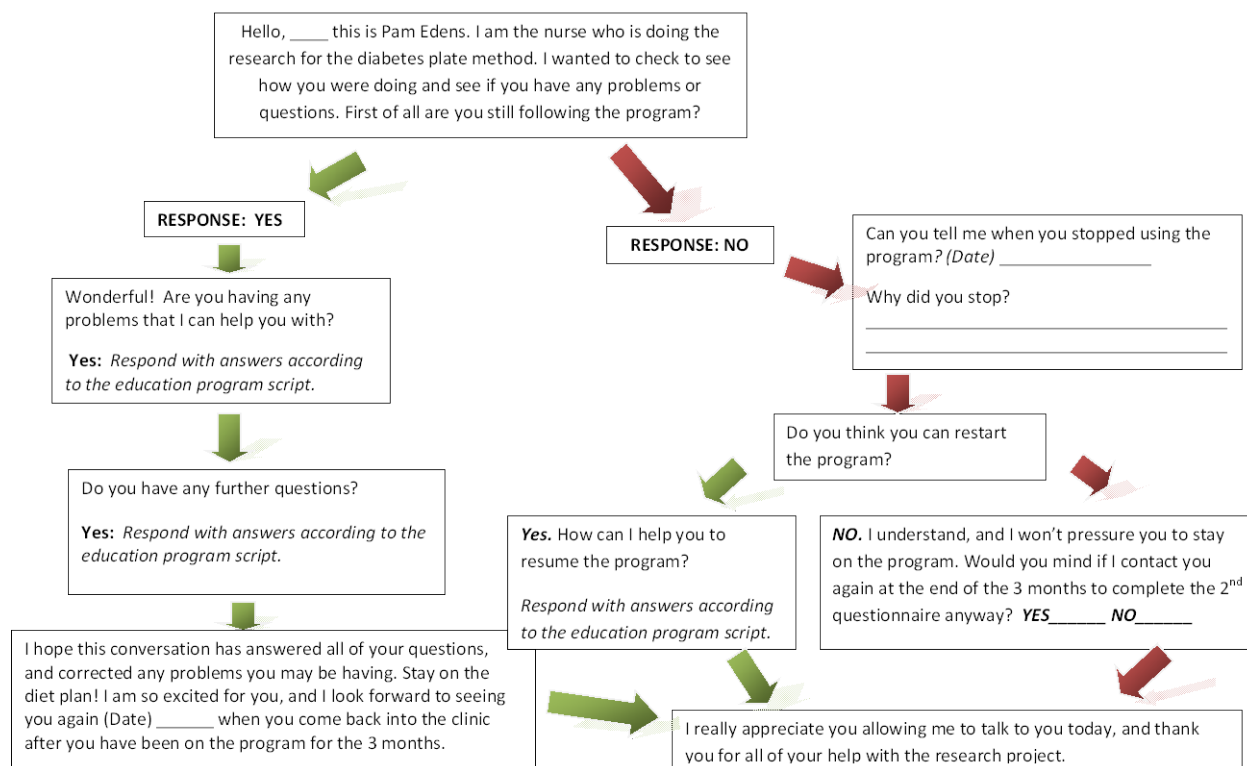 Hello, ____ this is Pam Edens. I am the nurse who is doing the
research for the diabetes plate method. I wanted to check to see
how you were doing and see if you have any problems or
questions. First of all are you still following the program?
RESPONSE: YES
Wonderful! Are you having any
problems that I can help you with?
Yes: Respond with answers according
to the education program script.
Do you have any further questions?
Yes: Respond with answers according to the
education program script.
I hope this conversation has answered all of your questions,
and corrected any problems you may be having. Stay on the
diet plan! I am so excited for you, and I look forward to seeing
you again (Date) ______ when you come back into the clinic
after you have been on the program for the 3 months.
RESPONSE: NO
Can you tell me when you stopped using the
program? (Date) ________________
Why did you stop?
______________________________________
______________________________________
Do you think you can restart
the program?
Yes. How can I help you to
resume the program?
Respond with answers according
to the education program script.
NO. I understand, and I won’t pressure you to stay
on the program. Would you mind if I contact you
again at the end of the 3 months to complete the 2nd
questionnaire anyway? YES______ NO______
I really appreciate you allowing me to talk to you today, and thank
you for all of your help with the research project.